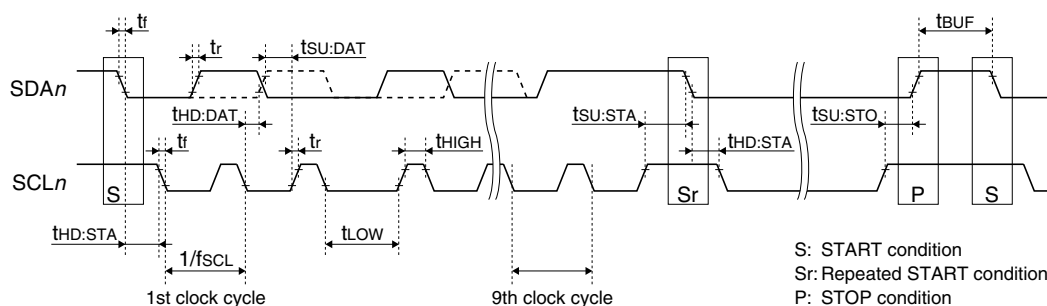 tf
tr
tSU:DAT
tBUF
SDAn
tHD:DAT
tSU:STA
tSU:STO
tf
tr
tHIGH
tHD:STA
SCLn
S
Sr
P
S
tHD:STA
tLOW
1/fSCL
1st clock cycle
9th clock cycle
S: START condition
Sr: Repeated START condition
P: STOP condition